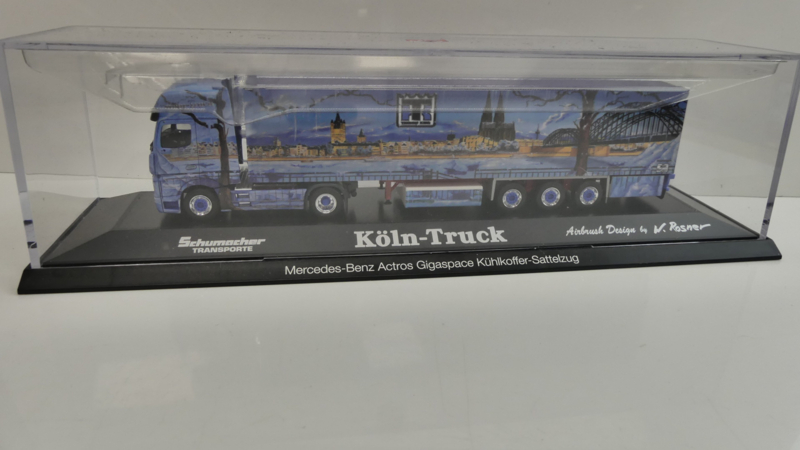 Schumacher
TRANSPORTE
Köln-Truck
Airbrush Design by W. Posner
Mercedes-Benz Actros Gigaspace Kühlkoffer-Sattelzug